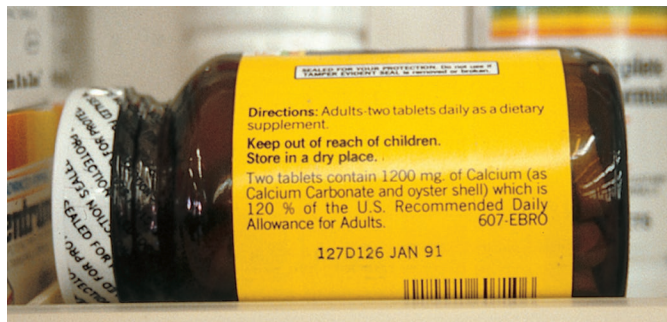 SEALED FOR YOUR PROTECTION. Do not use if
TAMPER EVIDENT SEAL is removed or broken.
Directions: Adults-two tablets daily as a dietary
supplement.
Keep out of reach of children.
Store in a dry place.
Two tablets contain 1200 mg. of Calcium (as
Calcium Carbonate and oyster shell) which is
120 % of the U.S. Recommended Daily
Allowance for Adults. 607-EBRO
127D126 JAN 91
PROTECTION
SEALED FOR